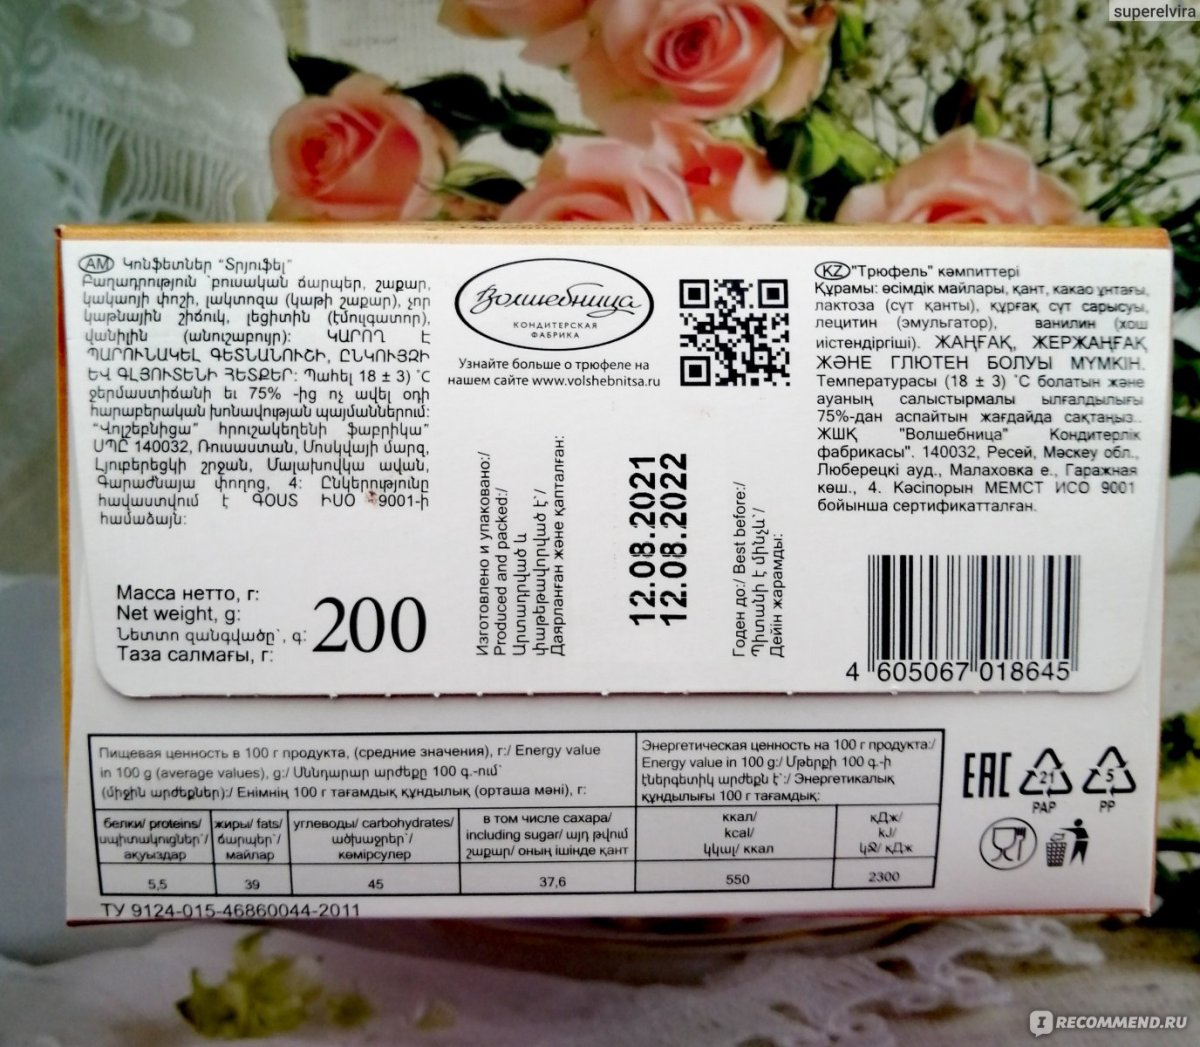 superelvira
AM Կոնֆետներ "Տրյուֆել"
Բաղադրություն՝ բուսական ճարպեր, շաքար,
կակաոյի փոշի, լակտոզա (կաթի շաքար), չոր
կաթնային շիճուկ, լեցիտին (էմուլգատոր),
վանիլին (անուշաբույր): ԿԱՐՈՂ Է
ՊԱՐՈՒՆԱԿԵԼ ԳԵՏՆԱՆՈՒՇԻ, ԸՆԿՈՒՅԶԻ
ԵՎ ԳԼՅՈՒՏԵՆԻ ՀԵՏՔԵՐ: Պահել 18 ± 3) ˚C
ջերմաստիճանի եւ 75% -ից ոչ ավել օդի
հարաբերական խոնավության պայմաններում:
"Վոլշեբնիցա" հրուշակեղենի ֆաբրիկա"
ՍՊԸ 140032, Ռուսաստան, Մոսկվայի մարզ,
Լյուբերեցկի շրջան, Մալախովկա ավան,
Գարաժնայա փողոց, 4: Ընկերությունը
հավաստվում է ԳՕՍՏ ԻՍՕ 9001-ի
համաձայն:
Волшебница
КОНДИТЕРСКАЯ
ФАБРИКА
Узнайте больше о трюфеле на
нашем сайте www.volshebnitsa.ru
KZ "Трюфель" кәмпиттері
Құрамы: өсімдік майлары, қант, какао ұнтағы,
лактоза (сүт қанты), құрғақ сүт сарысуы,
лецитин (эмульгатор), ванилин (хош
иістендіргіші). ЖАҢҒАҚ, ЖЕРЖАҢҒАҚ
ЖӘНЕ ГЛЮТЕН БОЛУЫ МҮМКІН.
Температурасы (18 ± 3) ˚С болатын және
ауаның салыстырмалы ылғалдылығы
75%-дан аспайтын жағдайда сақтаңыз..
ЖШҚ "Волшебница" Кондитерлік
фабрикасы". 140032, Ресей, Мәскеу обл.,
Люберецкі ауд., Малаховка е., Гаражная
көш., 4. Кәсіпорын МЕМСТ ИСО 9001
бойынша сертификатталған.
Масса нетто, г:
Net weight, g:
Նետտո զանգվածը՝, գ:
Таза салмағы, г:
200
Изготовлено и упаковано:/
Produced and packed:/
Արտադրված և
փաթեթավորված է՝/
Даярланған және қапталған:
12.08.2021
12.08.2022
Годен до:/ Best before:/
Պիտանի է մինչև՝/
Дейін жарамды:
4 605067 018645
Пищевая ценность в 100 г продукта, (средние значения), г:/ Energy value
in 100 g (average values), g:/ Սննդարար արժեքը 100 գ.-ում՝
(միջին արժեքներ):/ Енімнің 100 г тағамдық құндылық (орташа мәні), г:
Энергетическая ценность на 100 г продукта:/
Energy value in 100 g:/ Մթերքի 100 գ.-ի
էներգետիկ արժեքն է՝:/ Энергетикалық
құндылығы 100 г тағамдық:
белки/ proteins/
սպիտակուցներ՝/
ақуыздар
жиры/ fats/
ճարպեր՝/
майлар
углеводы/ carbohydrates/
ածխաջրեր՝/
көмірсулер
в том числе сахара/
including sugar/ այդ թվում
շաքար/ оның ішінде қант
ккал/
kcal/
կկալ/ ккал
кДж/
kJ/
կՋ/ кДж
5,5
39
45
37,6
550
2300
ТУ 9124-015-46860044-2011
EAC
21
PAP
5
PP
IRECOMMEND.RU